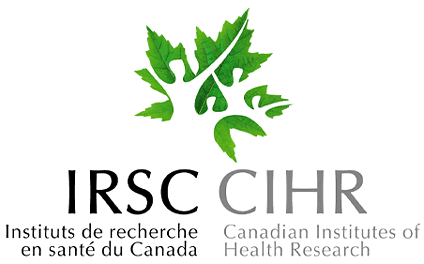 IRSC CIHR
Instituts de recherche Canadian Institutes of
en santé du Canada Health Research